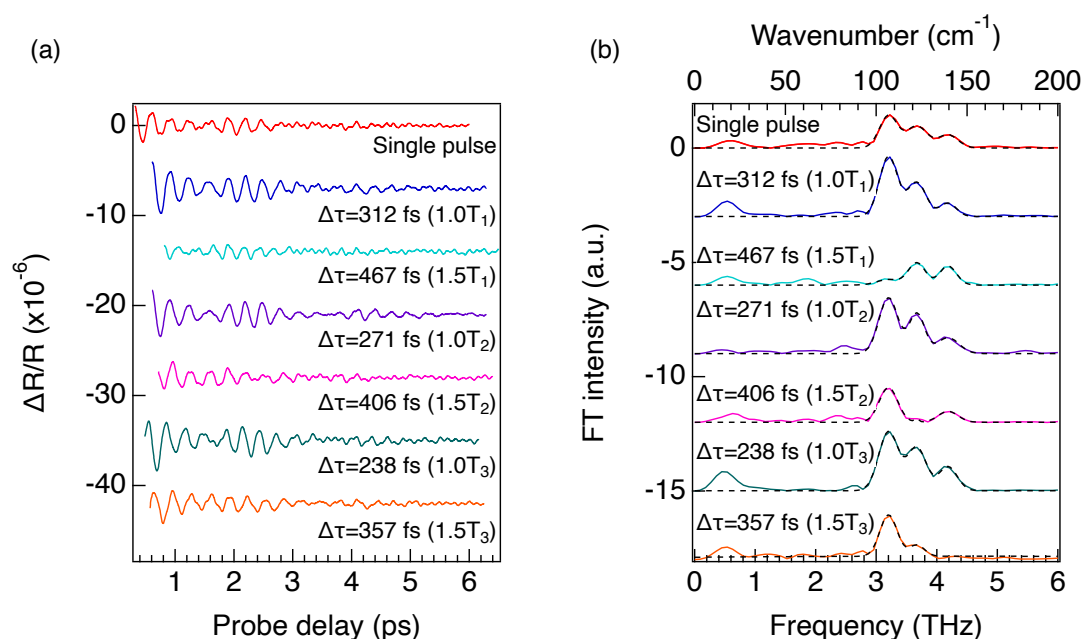 (a)
ΔR/R (x10⁻⁶)
0
-10
-20
-30
-40
Single pulse
Δτ=312 fs (1.0T₁)
Δτ=467 fs (1.5T₁)
Δτ=271 fs (1.0T₂)
Δτ=406 fs (1.5T₂)
Δτ=238 fs (1.0T₃)
Δτ=357 fs (1.5T₃)
1 2 3 4 5 6
Probe delay (ps)
(b)
Wavenumber (cm⁻¹)
0 50 100 150 200
FT intensity (a.u.)
0
-5
-10
-15
Single pulse
Δτ=312 fs (1.0T₁)
Δτ=467 fs (1.5T₁)
Δτ=271 fs (1.0T₂)
Δτ=406 fs (1.5T₂)
Δτ=238 fs (1.0T₃)
Δτ=357 fs (1.5T₃)
0 1 2 3 4 5 6
Frequency (THz)